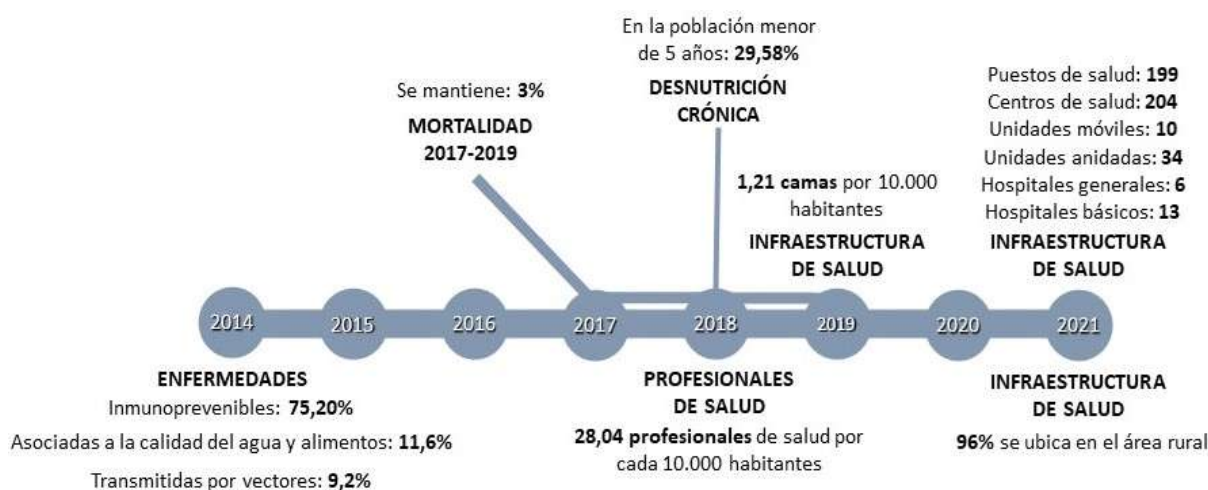 En la población menor
de 5 años: 29,58%
DESNUTRICIÓN
CRÓNICA
Se mantiene: 3%
MORTALIDAD
2017-2019
1,21 camas por 10.000
habitantes
INFRAESTRUCTURA
DE SALUD
Puestos de salud: 199
Centros de salud: 204
Unidades móviles: 10
Unidades anidadas: 34
Hospitales generales: 6
Hospitales básicos: 13
INFRAESTRUCTURA
DE SALUD
2014 2015 2016 2017 2018 2019 2020 2021
ENFERMEDADES
Inmunoprevenibles: 75,20%
Asociadas a la calidad del agua y alimentos: 11,6%
Transmitidas por vectores: 9,2%
PROFESIONALES
DE SALUD
28,04 profesionales de salud por
cada 10.000 habitantes
INFRAESTRUCTURA
DE SALUD
96% se ubica en el área rural